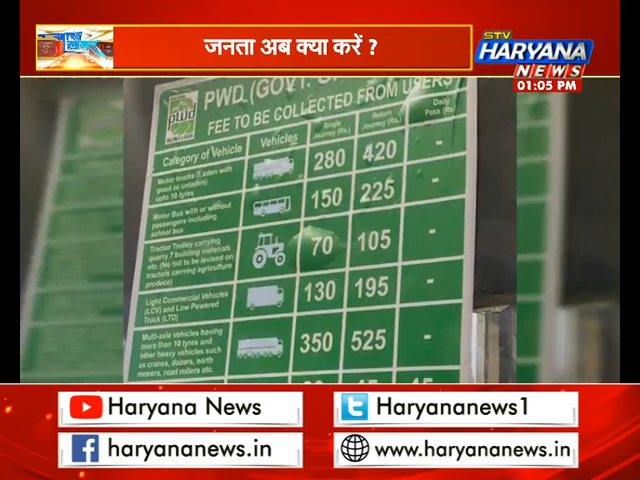 जनता अब क्या करें ?
STV
HARYANA
NEWS
01:05 PM
pwd
PWD (GOVT.
FEE TO BE COLLECTED FROM USERS
Category of Vehicle Vehicles Single Journey (Rs.) Return Journey (Rs.) Daily Pass (Rs.)
Motor trucks (Laden with
good or unladen)
upto 10 tyres
280 420 -
Motor Bus with or without
passengers including
school bus
150 225 -
Tractor Trolley carrying
quarry 7 building materials
etc. (No toll to be levised on
tractors carrring agriculture
produce)
70 105 -
Light Commercial Vehicles
(LCV) and Low Powered
Truck (LTD)
130 195 -
Multi-axle vehicles having
more than 10 tyres and
other heavy vehicles such
as cranes, dozers, earth
movers, road rollers etc.
350 525 -
Haryana News
Haryananews1
haryananews.in
www.haryananews.in